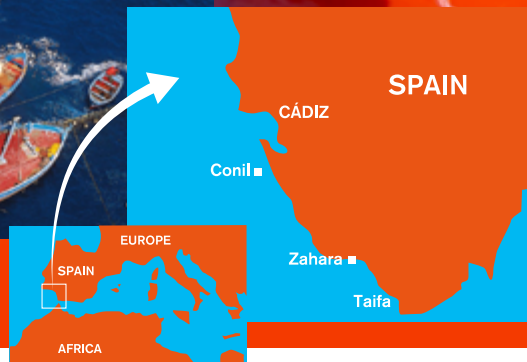 SPAIN
CÁDIZ
Conil
Zahara
Taifa
EUROPE
SPAIN
AFRICA